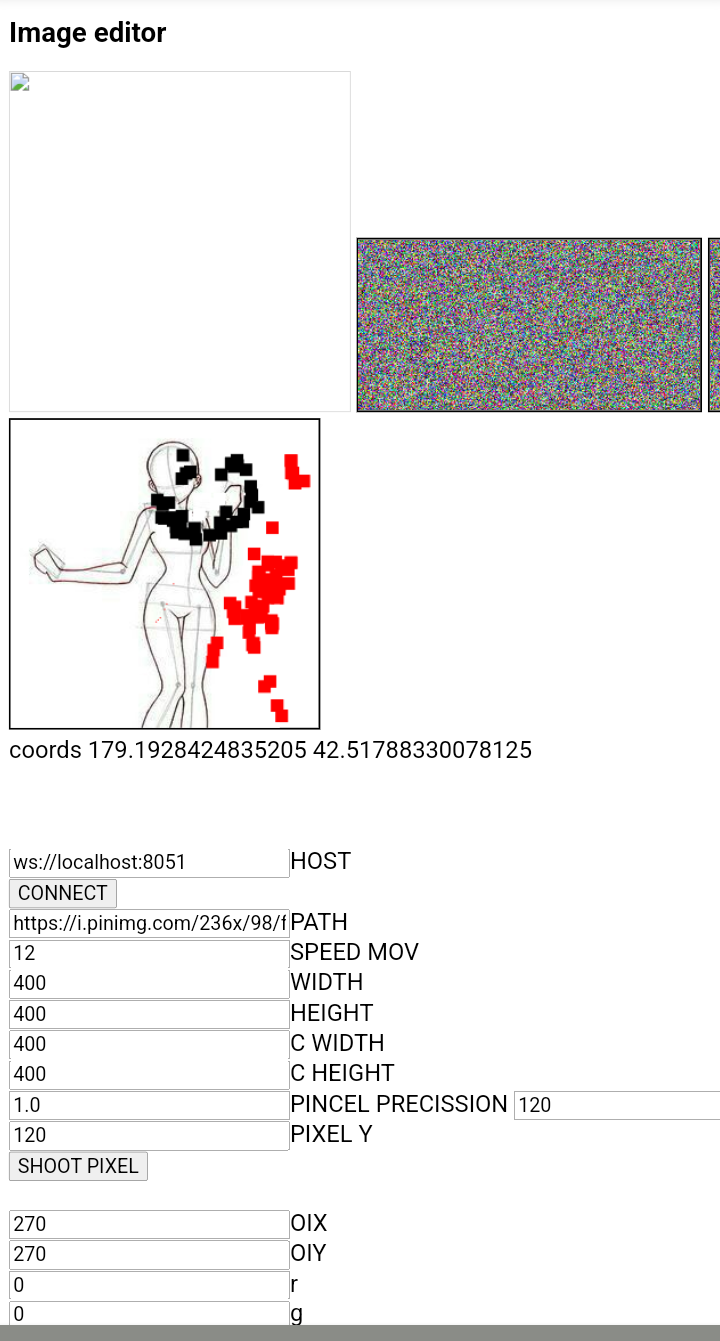 Image editor
coords 179.1928424835205 42.51788330078125
ws://localhost:8051 HOST
CONNECT
https://i.pinimg.com/236x/98/f PATH
12 SPEED MOV
400 WIDTH
400 HEIGHT
400 C WIDTH
400 C HEIGHT
1.0 PINCEL PRECISSION 120
120 PIXEL Y
SHOOT PIXEL
270 OIX
270 OIY
0 r
0 g